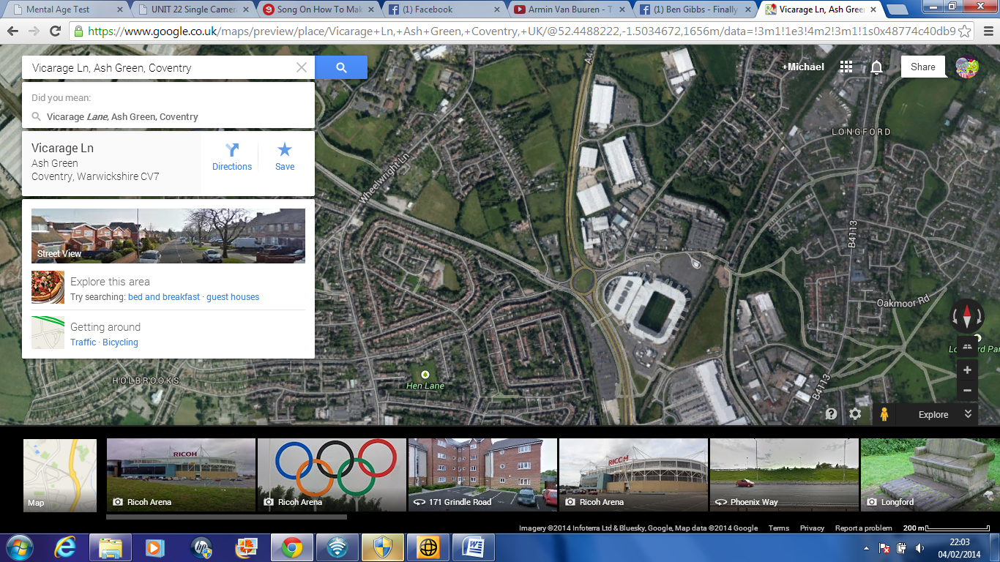 Mental Age Test
UNIT 22 Single Camera
Song On How To Mak
(1) Facebook
Armin Van Buuren - T
(1) Ben Gibbs - Finally
Vicarage Ln, Ash Green
https://www.google.co.uk/maps/preview/place/Vicarage+Ln,+Ash+Green,+Coventry,+UK/@52.4488222,-1.5034672,1656m/data=!3m1!1e3!4m2!3m1!1s0x48774c40db9
Vicarage Ln, Ash Green, Coventry
+Michael
Share
Did you mean:
Vicarage Lane, Ash Green, Coventry
Vicarage Ln
Ash Green
Coventry, Warwickshire CV7
Directions
Save
Street View
Explore this area
Try searching: bed and breakfast · guest houses
Getting around
Traffic · Bicycling
Wheelwright Ln
LONGFORD
B4113
Oakmoor Rd
HOLBROOKS
Hen Lane
B4113
Explore
Map
RICOH
Ricoh Arena
Ricoh Arena
171 Grindle Road
RICOH
Ricoh Arena
Phoenix Way
Longford
Imagery ©2014 Infoterra Ltd & Bluesky, Google, Map data ©2014 Google
Terms
Privacy
Report a problem
200 m
22:03
04/02/2014